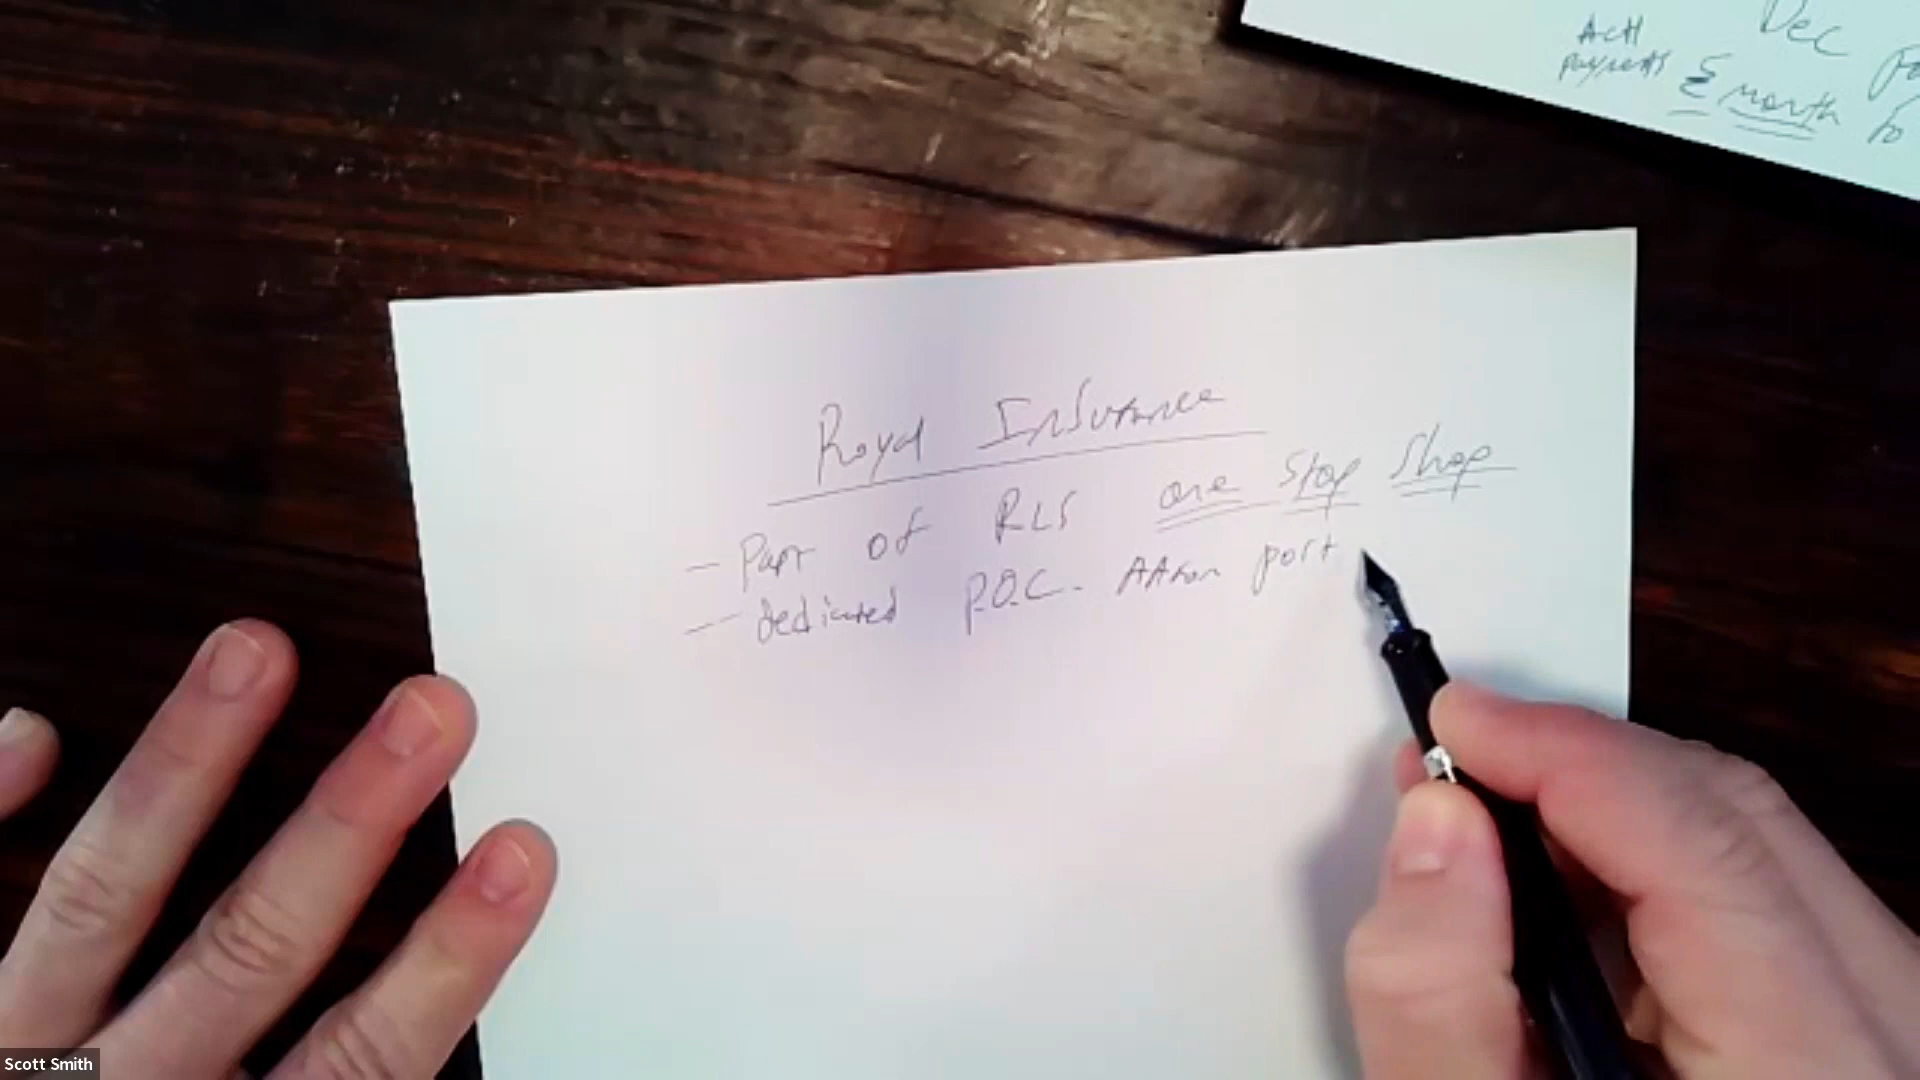 ACH
payments
Dec
E month
Royal Insurance
- Part of RLS one stop shop
- dedicated P.O.C. AAron port
Scott Smith